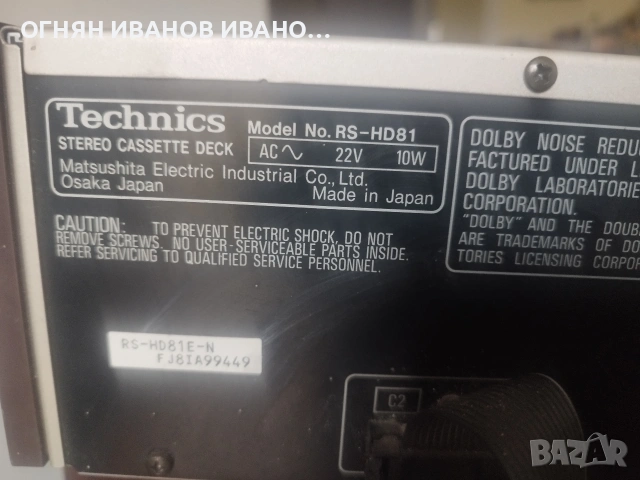 ОГНЯН ИВАНОВ ИВАНО...
Technics
STEREO CASSETTE DECK
Model No. RS-HD81
AC 22V 10W
Matsushita Electric Industrial Co., Ltd.
Osaka Japan Made in Japan
CAUTION: TO PREVENT ELECTRIC SHOCK, DO NOT
REMOVE SCREWS. NO USER-SERVICEABLE PARTS INSIDE.
REFER SERVICING TO QUALIFIED SERVICE PERSONNEL.
DOLBY NOISE REDU
FACTURED UNDER L
DOLBY LABORATORIE
CORPORATION.
"DOLBY" AND THE DOUB
ARE TRADEMARKS OF DO
TORIES LICENSING CORPOR
RS-HD81E-N
FJ8IA99449
C2
BAZAR